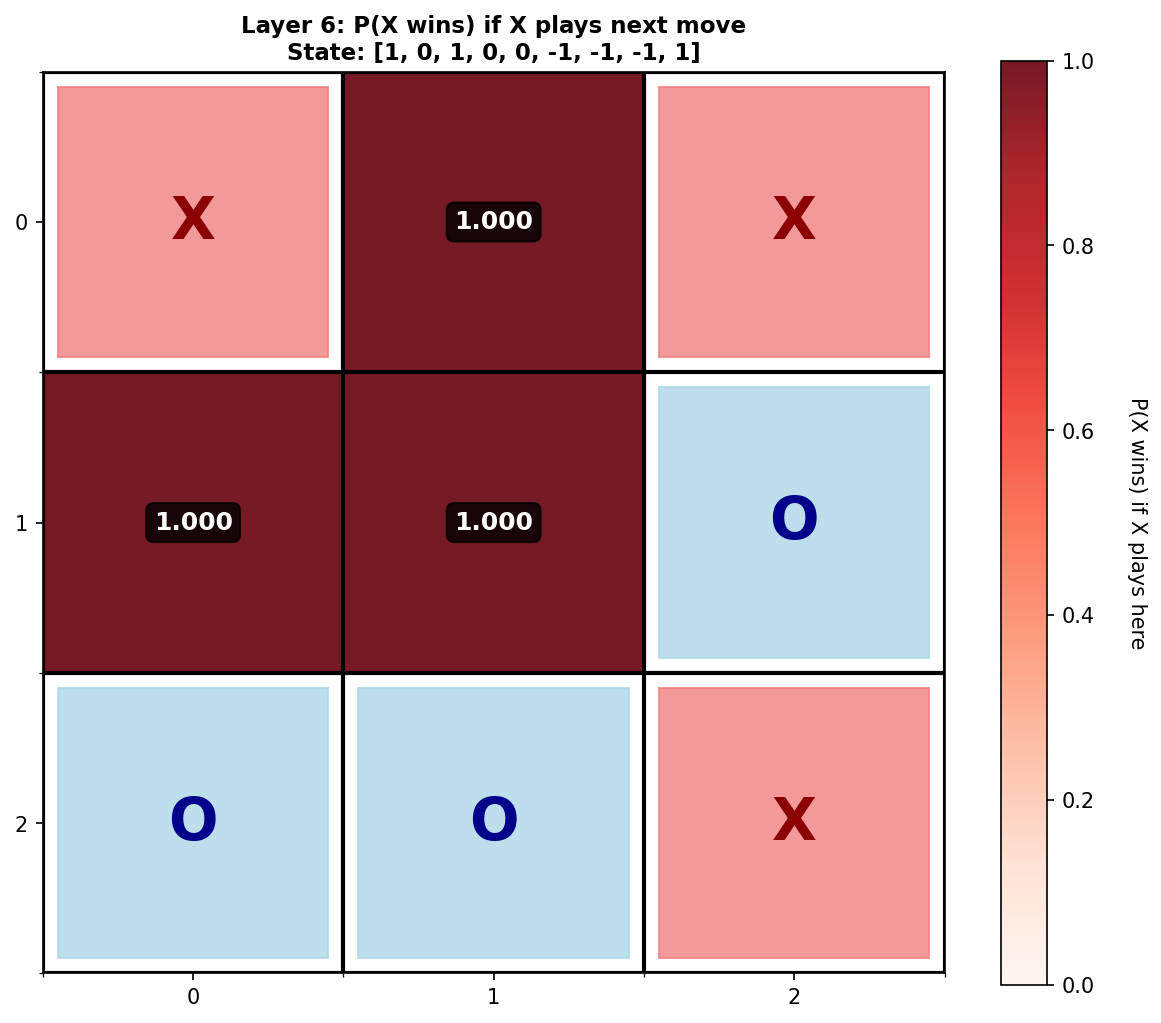 Layer 6: P(X wins) if X plays next move
State: [1, 0, 1, 0, 0, -1, -1, -1, 1]
1.0
0 X 1.000 X
0.8
0.6
1 1.000 1.000 O
P(X wins) if X plays here
0.4
0.2
2 O O X
0.0
0 1 2